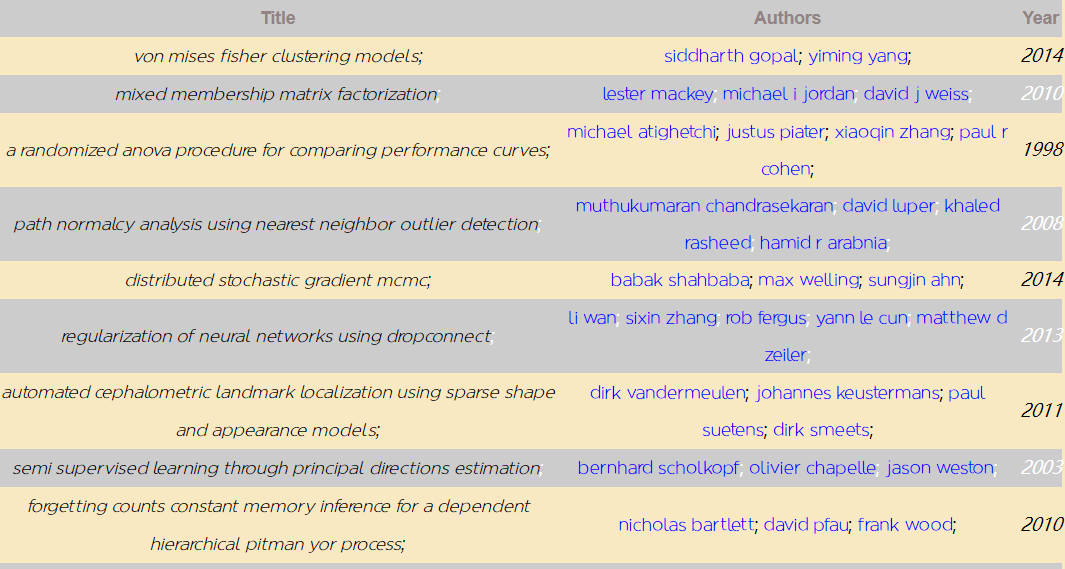 Title Authors Year
von mises fisher clustering models; siddharth gopal; yiming yang; 2014
mixed membership matrix factorization; lester mackey; michael i jordan; david j weiss; 2010
michael atighetchi; justus piater; xiaoqin zhang; paul r
a randomized anova procedure for comparing performance curves; 1998
cohen;
muthukumaran chandrasekaran; david luper; khaled
path normalcy analysis using nearest neighbor outlier detection; 2008
rasheed; hamid r arabnia;
distributed stochastic gradient mcmc; babak shahbaba; max welling; sungjin ahn; 2014
li wan; sixin zhang; rob fergus; yann le cun; matthew d
regularization of neural networks using dropconnect; 2013
zeiler;
automated cephalometric landmark localization using sparse shape dirk vandermeulen; johannes keustermans; paul
2011
and appearance models; suetens; dirk smeets;
semi supervised learning through principal directions estimation; bernhard scholkopf; olivier chapelle; jason weston; 2003
forgetting counts constant memory inference for a dependent
nicholas bartlett; david pfau; frank wood; 2010
hierarchical pitman yor process;